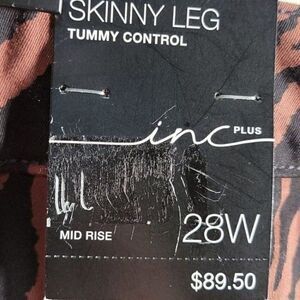 SKINNY LEG
TUMMY CONTROL
inc PLUS
MID RISE 28W
$89.50